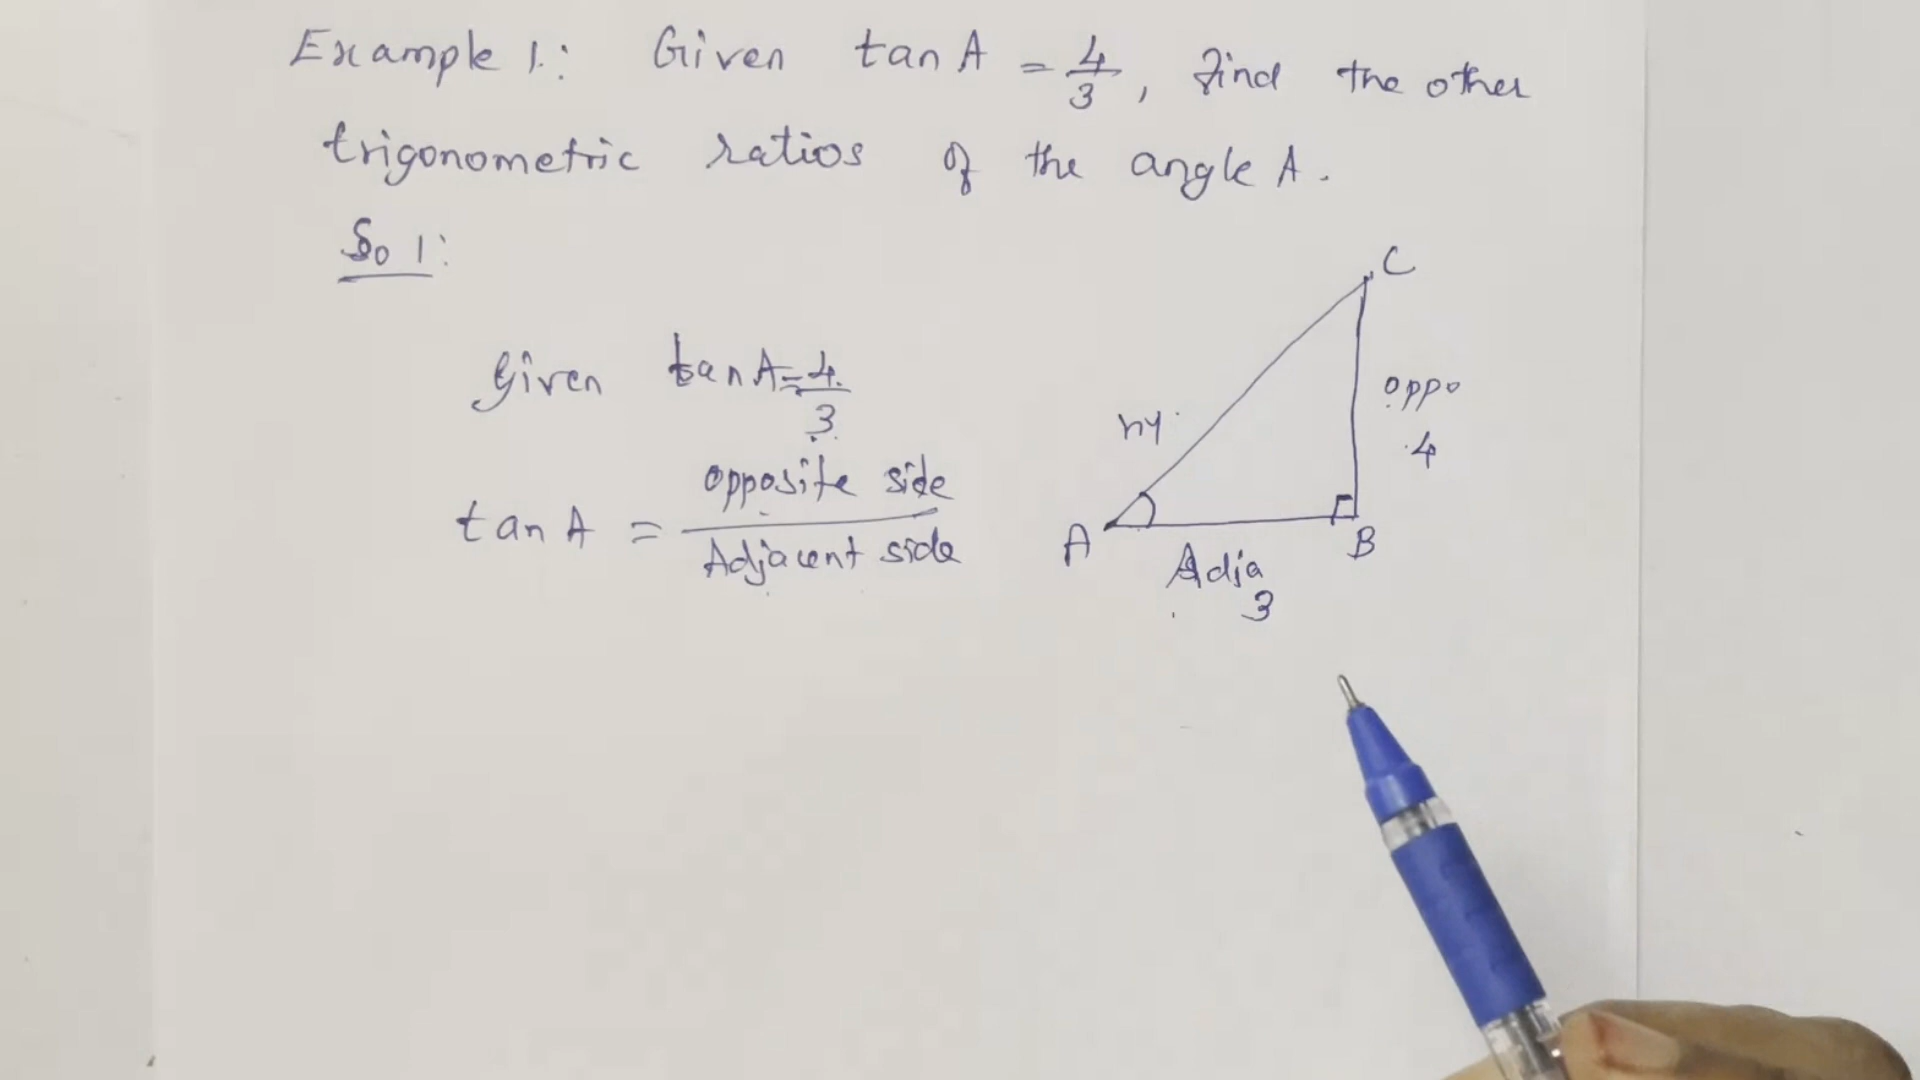 Example 1: Given tan A = 4/3, find the other
trigonometric ratios of the angle A.
Sol:
Given tan A = 4/3
tan A = opposite side / Adjacent side
C
hy
oppo
4
A
B
Adja
3